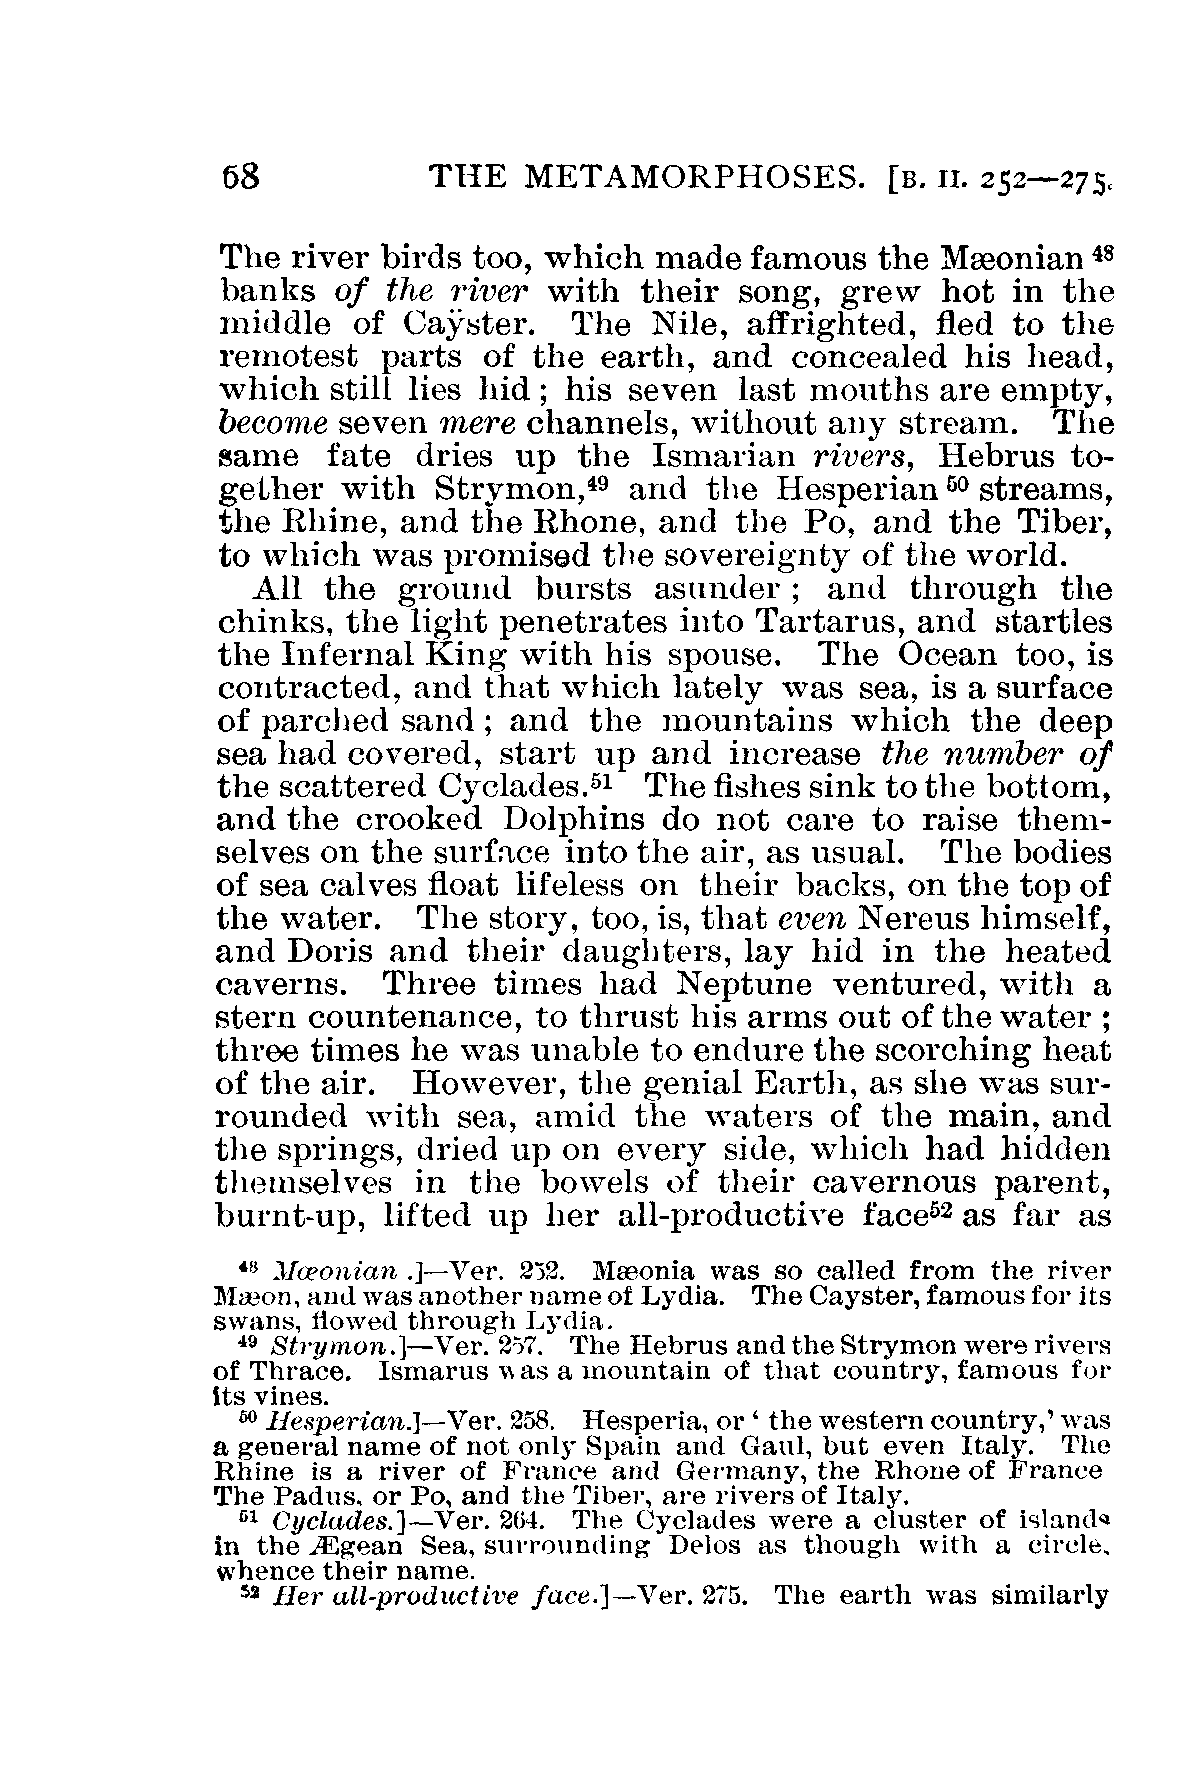 68 THE METAMORPHOSES. [B. II. 252—275.
The river birds too, which made famous the Mæonian 48
banks of the river with their song, grew hot in the
middle of Caÿster. The Nile, affrighted, fled to the
remotest parts of the earth, and concealed his head,
which still lies hid ; his seven last mouths are empty,
become seven mere channels, without any stream. The
same fate dries up the Ismarian rivers, Hebrus to-
gether with Strymon,49 and the Hesperian 50 streams,
the Rhine, and the Rhone, and the Po, and the Tiber,
to which was promised the sovereignty of the world.
All the ground bursts asunder ; and through the
chinks, the light penetrates into Tartarus, and startles
the Infernal King with his spouse. The Ocean too, is
contracted, and that which lately was sea, is a surface
of parched sand ; and the mountains which the deep
sea had covered, start up and increase the number of
the scattered Cyclades.51 The fishes sink to the bottom,
and the crooked Dolphins do not care to raise them-
selves on the surface into the air, as usual. The bodies
of sea calves float lifeless on their backs, on the top of
the water. The story, too, is, that even Nereus himself,
and Doris and their daughters, lay hid in the heated
caverns. Three times had Neptune ventured, with a
stern countenance, to thrust his arms out of the water ;
three times he was unable to endure the scorching heat
of the air. However, the genial Earth, as she was sur-
rounded with sea, amid the waters of the main, and
the springs, dried up on every side, which had hidden
themselves in the bowels of their cavernous parent,
burnt-up, lifted up her all-productive face52 as far as
48 Mœonian .]—Ver. 252. Mæonia was so called from the river
Mæon, and was another name of Lydia. The Cayster, famous for its
swans, flowed through Lydia.
49 Strymon.]—Ver. 257. The Hebrus and the Strymon were rivers
of Thrace. Ismarus was a mountain of that country, famous for
its vines.
50 Hesperian.]—Ver. 258. Hesperia, or ‘ the western country,’ was
a general name of not only Spain and Gaul, but even Italy. The
Rhine is a river of France and Germany, the Rhone of France
The Padus, or Po, and the Tiber, are rivers of Italy.
51 Cyclades.]—Ver. 264. The Cyclades were a cluster of islands
in the Ægean Sea, surrounding Delos as though with a circle,
whence their name.
52 Her all-productive face.]—Ver. 275. The earth was similarly